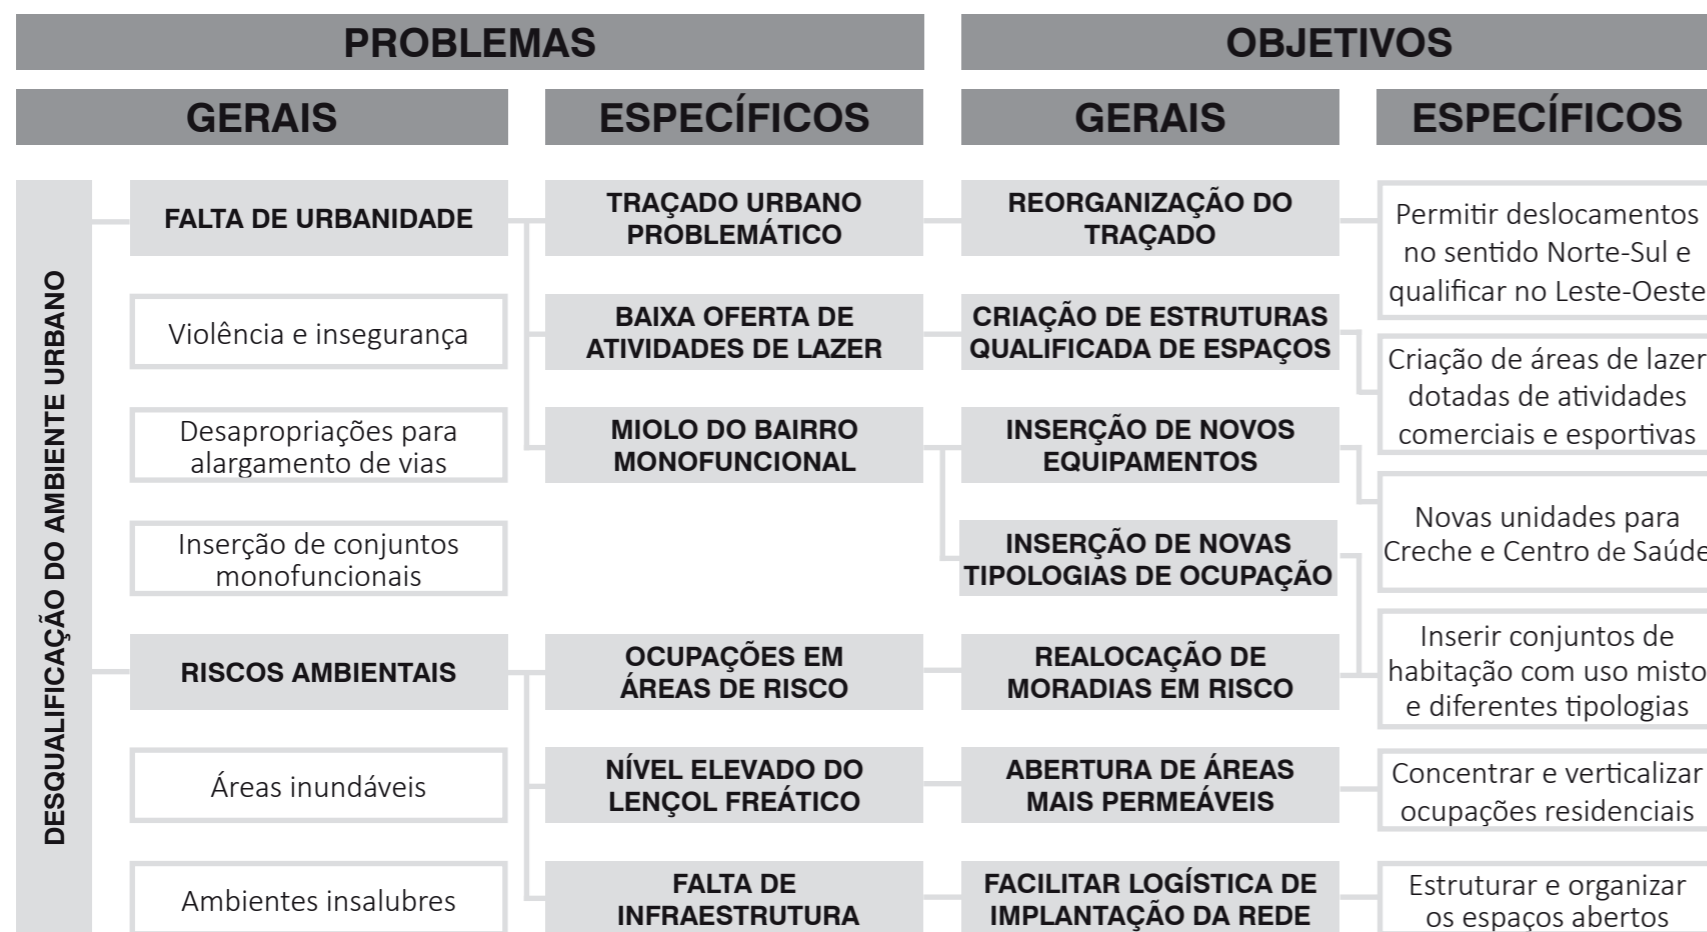 PROBLEMAS
OBJETIVOS
GERAIS
ESPECÍFICOS
GERAIS
ESPECÍFICOS
DESQUALIFICAÇÃO DO AMBIENTE URBANO
FALTA DE URBANIDADE
TRAÇADO URBANO
PROBLEMÁTICO
REORGANIZAÇÃO DO
TRAÇADO
Permitir deslocamentos
no sentido Norte-Sul e
qualificar no Leste-Oeste
Violência e insegurança
BAIXA OFERTA DE
ATIVIDADES DE LAZER
CRIAÇÃO DE ESTRUTURAS
QUALIFICADA DE ESPAÇOS
Criação de áreas de lazer
dotadas de atividades
comerciais e esportivas
Desapropriações para
alargamento de vias
MIOLO DO BAIRRO
MONOFUNCIONAL
INSERÇÃO DE NOVOS
EQUIPAMENTOS
Novas unidades para
Creche e Centro de Saúde
Inserção de conjuntos
monofuncionais
INSERÇÃO DE NOVAS
TIPOLOGIAS DE OCUPAÇÃO
Inserir conjuntos de
habitação com uso misto
e diferentes tipologias
RISCOS AMBIENTAIS
OCUPAÇÕES EM
ÁREAS DE RISCO
REALOCAÇÃO DE
MORADIAS EM RISCO
Áreas inundáveis
NÍVEL ELEVADO DO
LENÇOL FREÁTICO
ABERTURA DE ÁREAS
MAIS PERMEÁVEIS
Concentrar e verticalizar
ocupações residenciais
Ambientes insalubres
FALTA DE
INFRAESTRUTURA
FACILITAR LOGÍSTICA DE
IMPLANTAÇÃO DA REDE
Estruturar e organizar
os espaços abertos